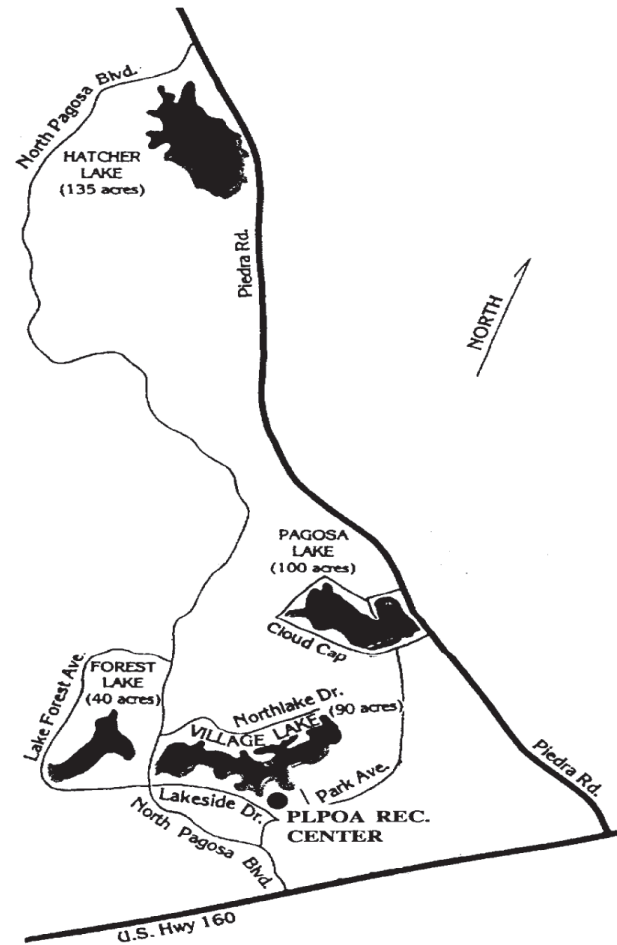 North Pagosa Blvd.
HATCHER
LAKE
(135 acres)
Piedra Rd.
NORTH
PAGOSA
LAKE
(100 acres)
Cloud Cap
Lake Forest Ave.
FOREST
LAKE
(40 acres)
Northlake Dr.
VILLAGE LAKE (90 acres)
Park Ave.
Lakeside Dr.
PLPOA REC.
CENTER
North Pagosa Blvd.
Piedra Rd.
U.S. Hwy 160